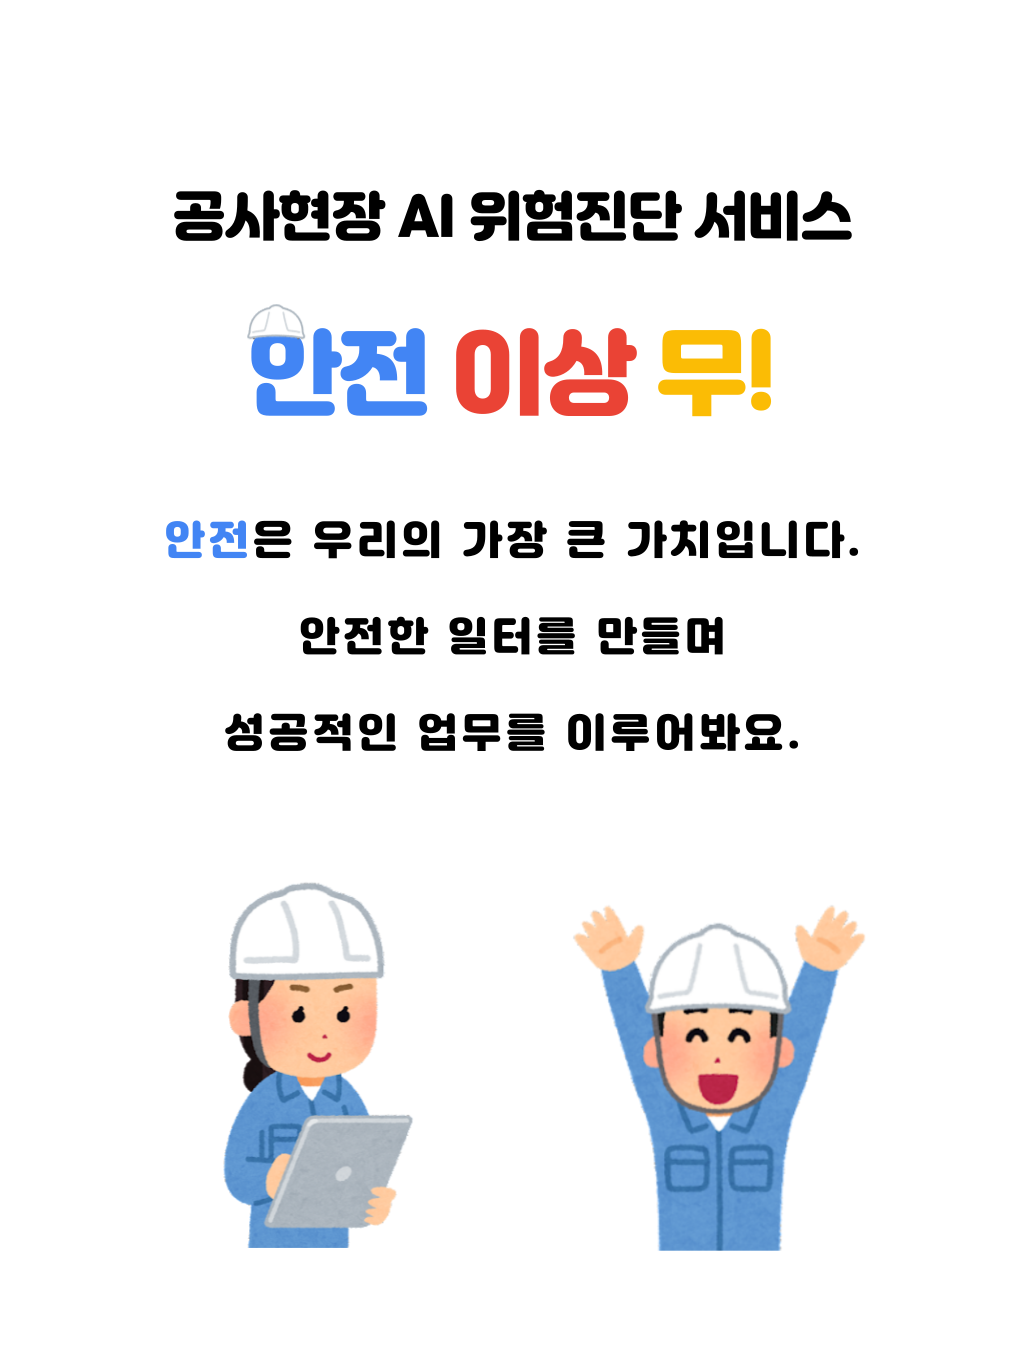 공사현장 AI 위험진단 서비스
안전 이상 무!
안전은 우리의 가장 큰 가치입니다.
안전한 일터를 만들며
성공적인 업무를 이루어봐요.